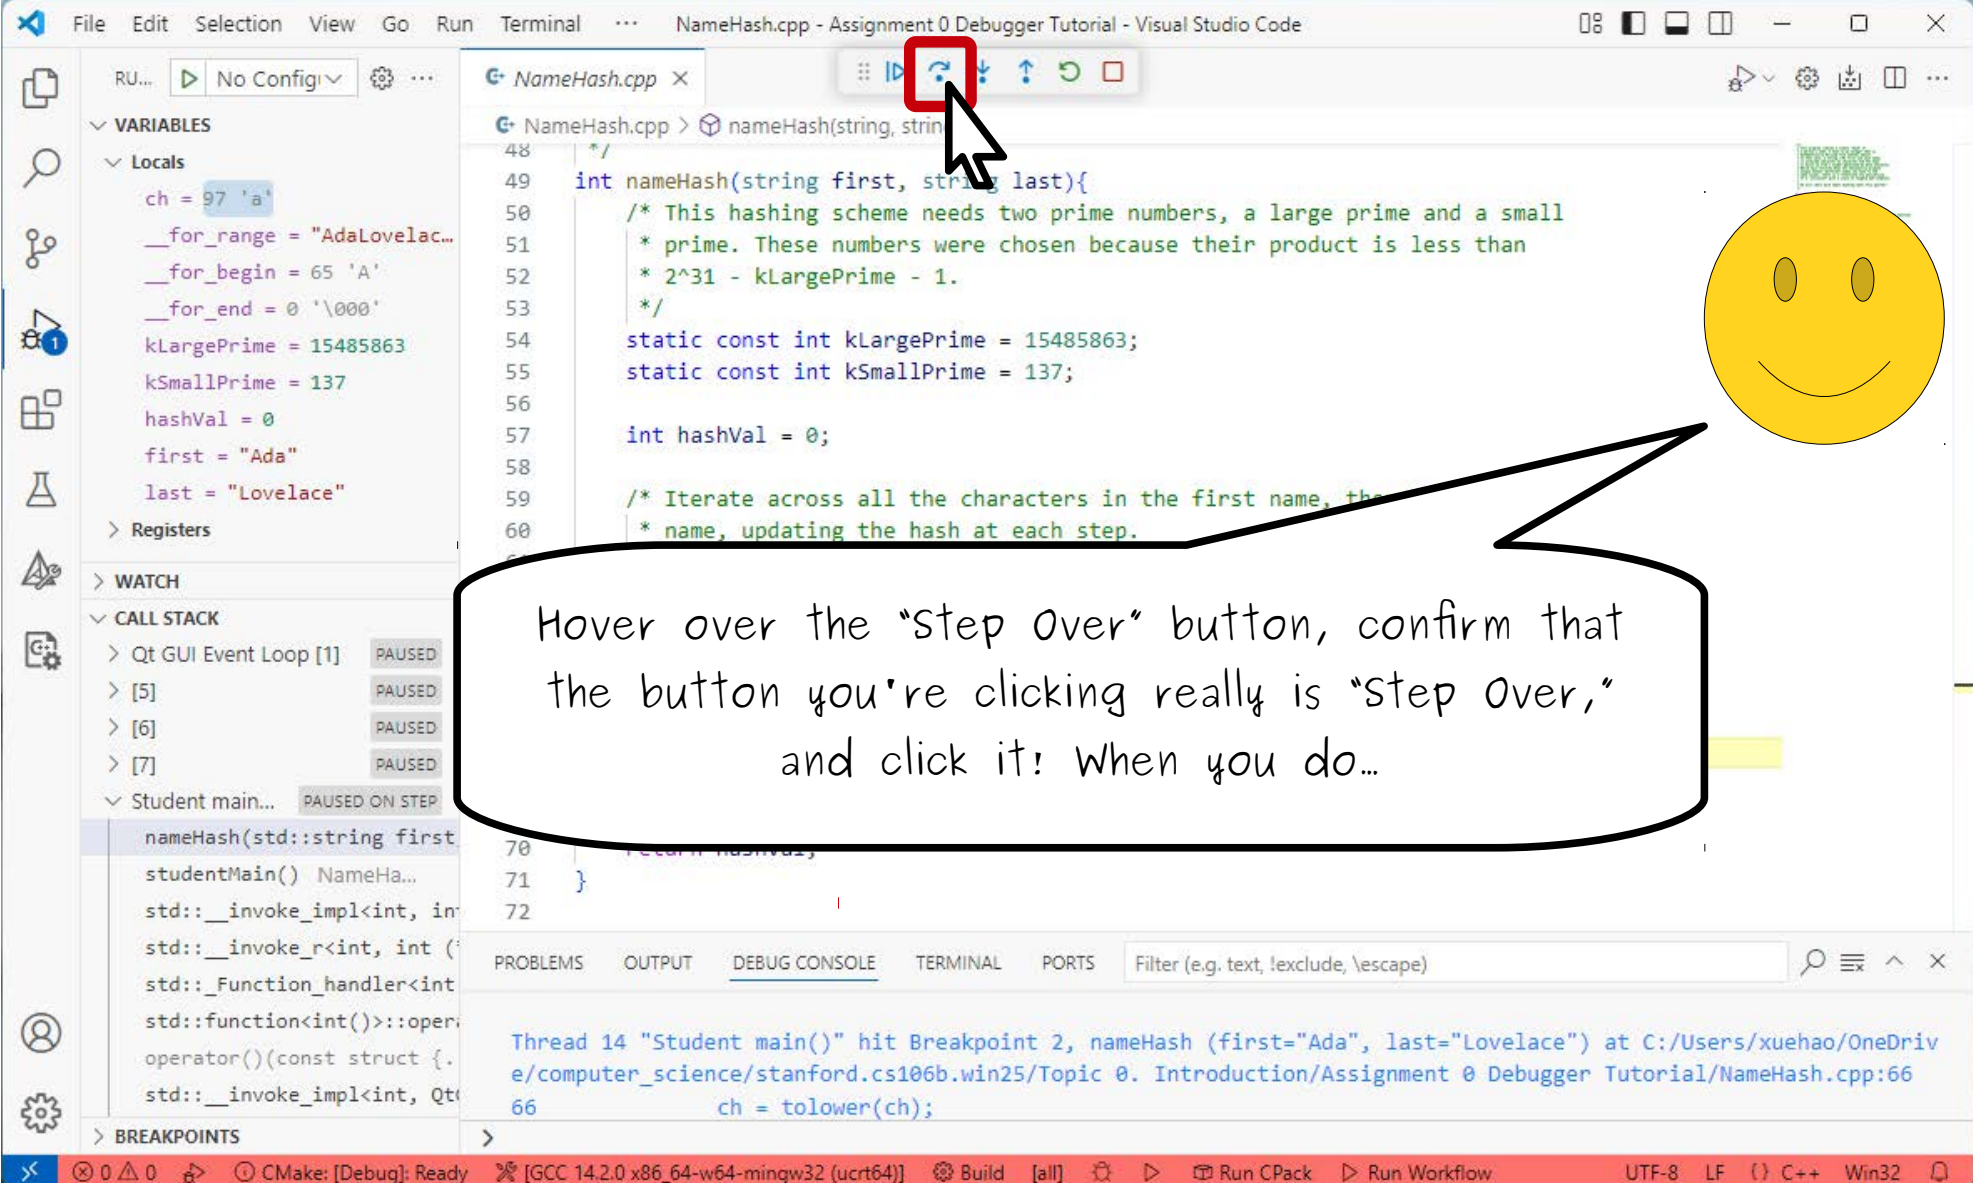 File Edit Selection View Go Run Terminal ··· NameHash.cpp - Assignment 0 Debugger Tutorial - Visual Studio Code
RU... No Config ···
NameHash.cpp ×
NameHash.cpp > nameHash(string,
VARIABLES
Locals
ch = 97 'a'
__for_range = "AdaLovelac…
__for_begin = 65 'A'
__for_end = 0 '\000'
kLargePrime = 15485863
kSmallPrime = 137
hashVal = 0
first = "Ada"
last = "Lovelace"
> Registers
> WATCH
CALL STACK
> Qt GUI Event Loop [1] PAUSED
> [5] PAUSED
> [6] PAUSED
> [7] PAUSED
Student main... PAUSED ON STEP
nameHash(std::string first
studentMain() NameHa...
std::__invoke_impl<int, in
std::__invoke_r<int, int (
std::_Function_handler<int
std::function<int()>::oper
operator()(const struct {.
std::__invoke_impl<int, Qt
> BREAKPOINTS
48 */
49 int nameHash(string first, string last){
50 /* This hashing scheme needs two prime numbers, a large prime and a small
51 * prime. These numbers were chosen because their product is less than
52 * 2^31 - kLargePrime - 1.
53 */
54 static const int kLargePrime = 15485863;
55 static const int kSmallPrime = 137;
56
57 int hashVal = 0;
58
59 /* Iterate across all the characters in the first name,
60 * name, updating the hash at each step.
Hover over the "Step Over" button, confirm that
the button you're clicking really is "Step Over,"
and click it! When you do…
70 return hashVal;
71 }
72
PROBLEMS OUTPUT DEBUG CONSOLE TERMINAL PORTS Filter (e.g. text, !exclude, \escape)
Thread 14 "Student main()" hit Breakpoint 2, nameHash (first="Ada", last="Lovelace") at C:/Users/xuehao/OneDriv
e/computer_science/stanford.cs106b.win25/Topic 0. Introduction/Assignment 0 Debugger Tutorial/NameHash.cpp:66
66 ch = tolower(ch);
>
0 0 CMake: [Debug]: Ready [GCC 14.2.0 x86_64-w64-mingw32 (ucrt64)] Build [all] Run CPack Run Workflow UTF-8 LF {} C++ Win32